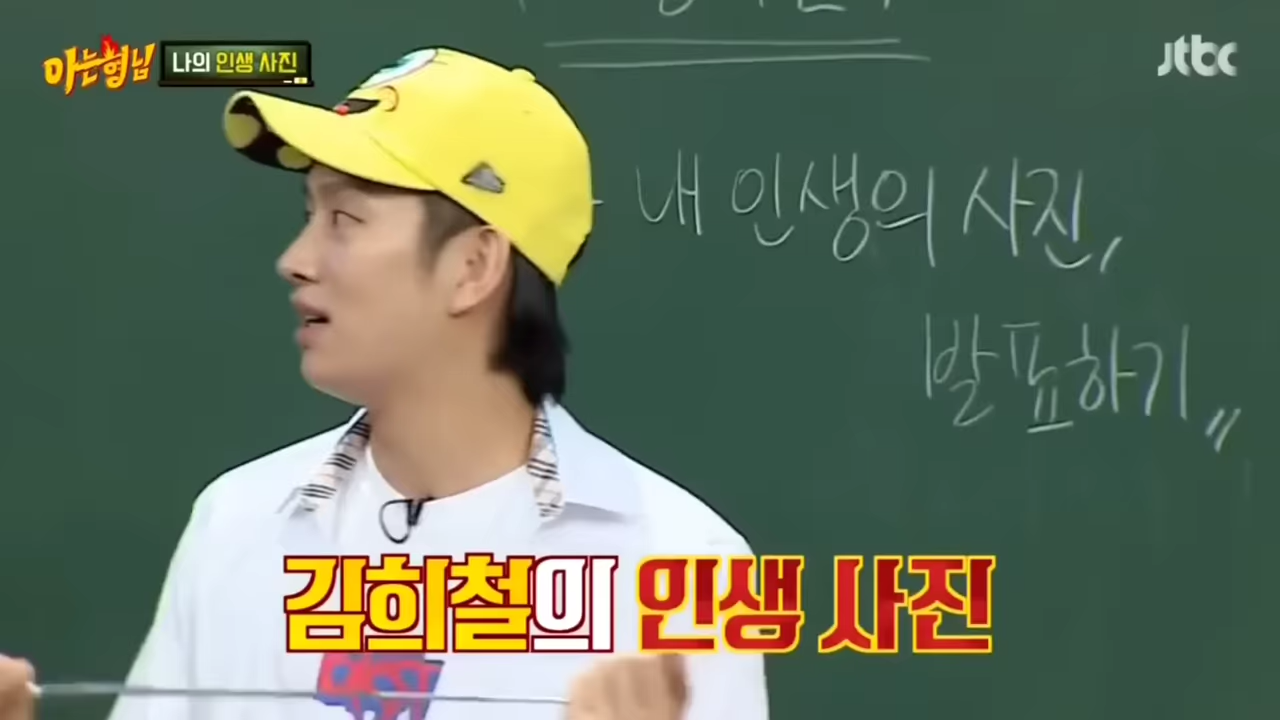 아는형님
나의 인생 사진
jtbc
내 인생의 사진,
발표하기〃
김희철의 인생 사진